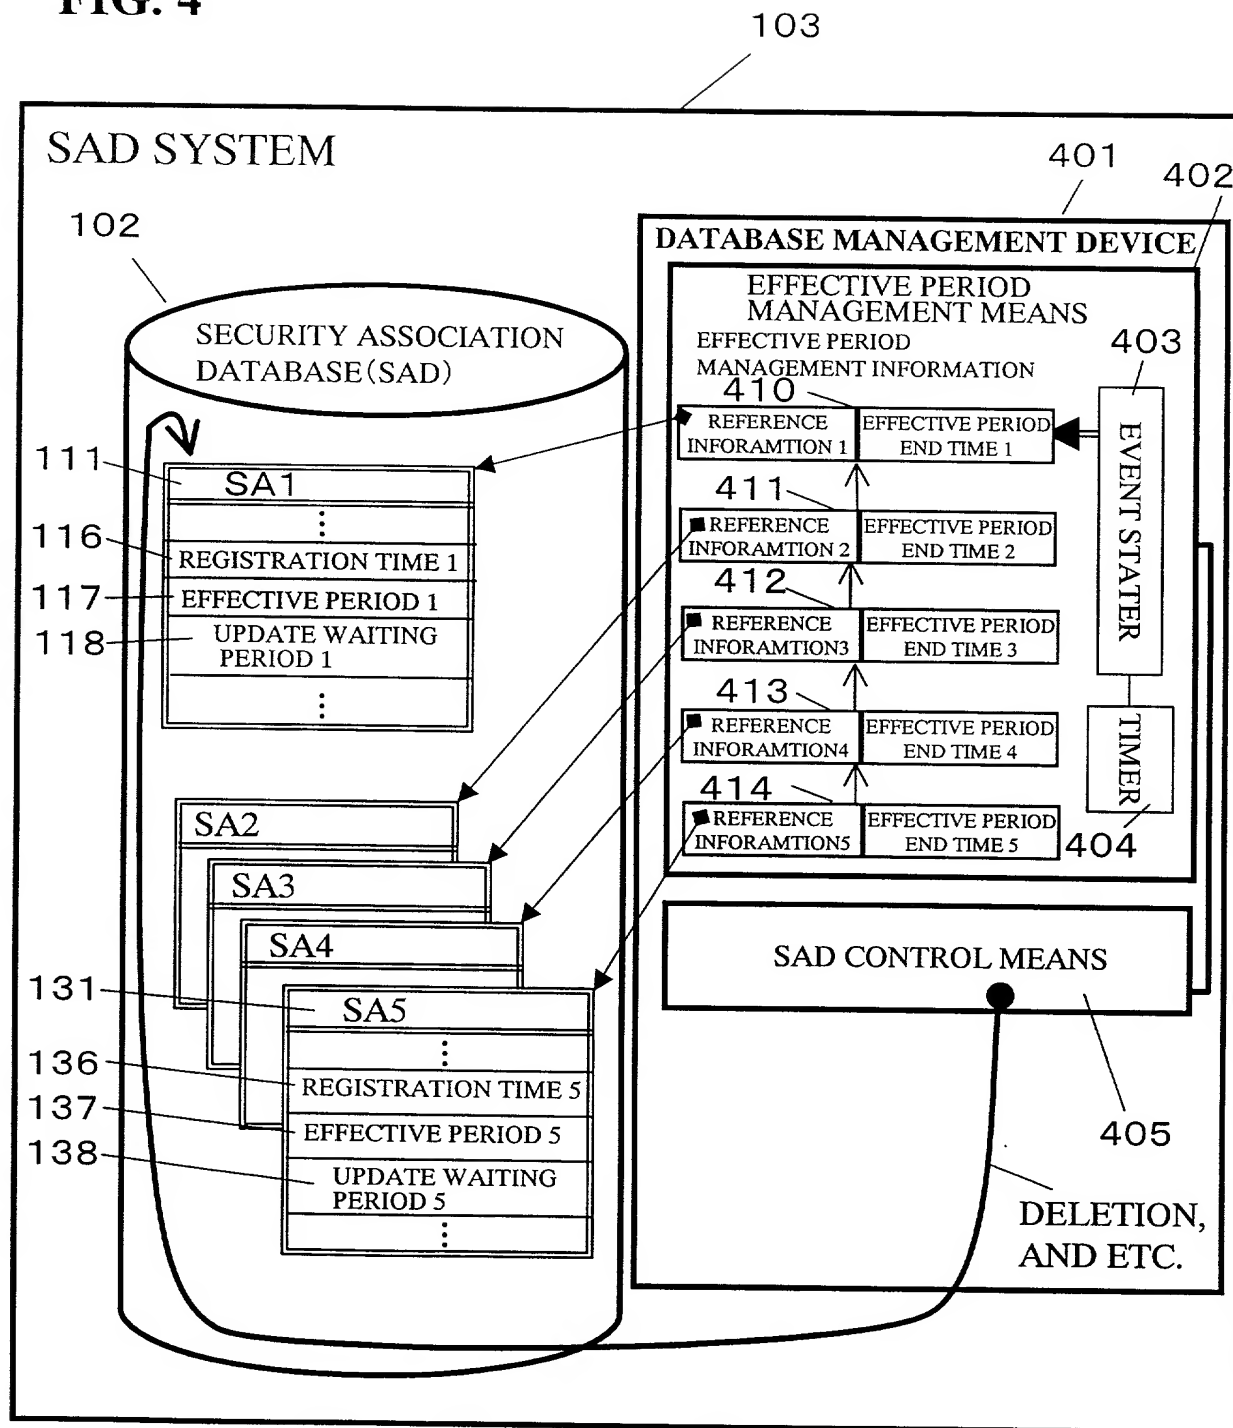 FIG. 4
103
SAD SYSTEM
401
402
102
DATABASE MANAGEMENT DEVICE
EFFECTIVE PERIOD
MANAGEMENT MEANS
SECURITY ASSOCIATION
DATABASE(SAD)
EFFECTIVE PERIOD
MANAGEMENT INFORMATION
403
410
REFERENCE
INFORAMTION 1
EFFECTIVE PERIOD
END TIME 1
EVENT STATER
111
SA1
⋮
411
REFERENCE
INFORAMTION 2
EFFECTIVE PERIOD
END TIME 2
116
REGISTRATION TIME 1
117
EFFECTIVE PERIOD 1
118
UPDATE WAITING
PERIOD 1
⋮
412
REFERENCE
INFORAMTION3
EFFECTIVE PERIOD
END TIME 3
413
REFERENCE
INFORAMTION4
EFFECTIVE PERIOD
END TIME 4
TIMER
414
REFERENCE
INFORAMTION5
EFFECTIVE PERIOD
END TIME 5
404
SA2
SA3
SA4
SAD CONTROL MEANS
131
SA5
⋮
136
REGISTRATION TIME 5
137
EFFECTIVE PERIOD 5
138
UPDATE WAITING
PERIOD 5
⋮
405
DELETION,
AND ETC.